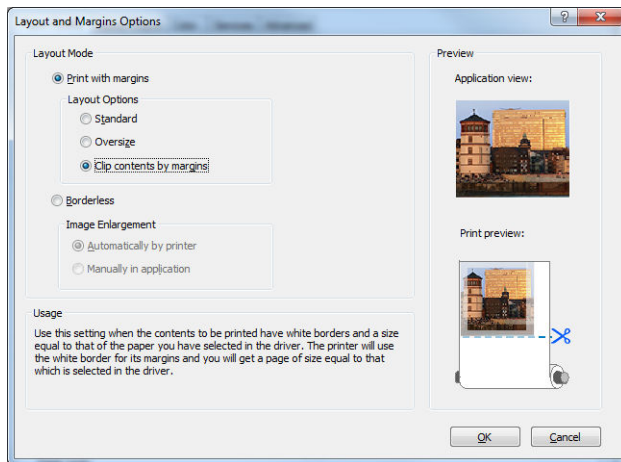 Layout and Margins Options
Layout Mode
Print with margins
Layout Options
Standard
Oversize
Clip contents by margins
Borderless
Image Enlargement
Automatically by printer
Manually in application
Usage
Use this setting when the contents to be printed have white borders and a size
equal to that of the paper you have selected in the driver. The printer will use
the white border for its margins and you will get a page of size equal to that
which is selected in the driver.
Preview
Application view:
Print preview:
OK
Cancel